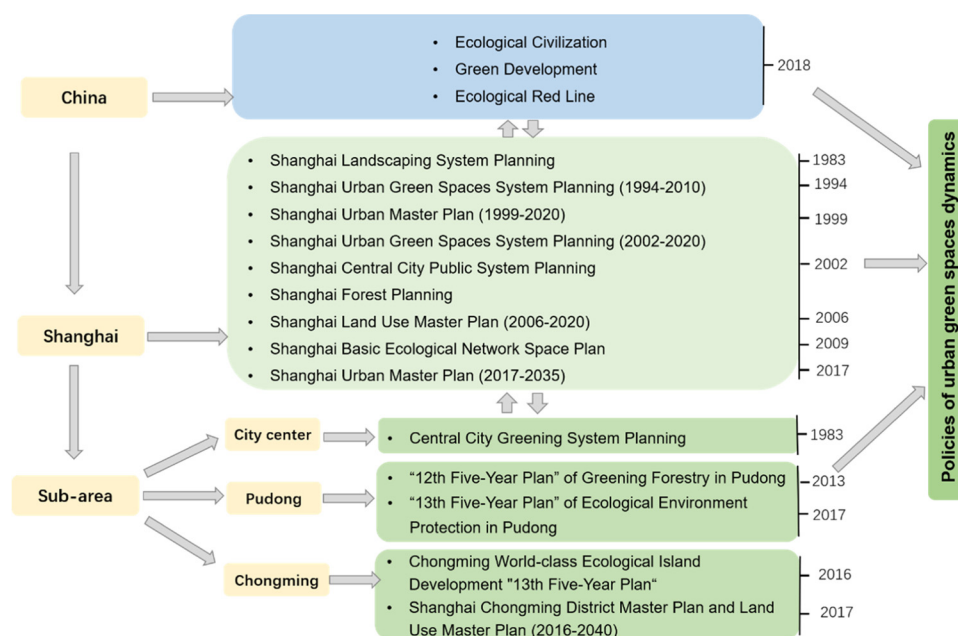 China
• Ecological Civilization
• Green Development
• Ecological Red Line
2018
Shanghai
• Shanghai Landscaping System Planning
• Shanghai Urban Green Spaces System Planning (1994-2010)
• Shanghai Urban Master Plan (1999-2020)
• Shanghai Urban Green Spaces System Planning (2002-2020)
• Shanghai Central City Public System Planning
• Shanghai Forest Planning
• Shanghai Land Use Master Plan (2006-2020)
• Shanghai Basic Ecological Network Space Plan
• Shanghai Urban Master Plan (2017-2035)
1983
1994
1999
2002
2006
2009
2017
Sub-area
City center
• Central City Greening System Planning
1983
Pudong
• “12th Five-Year Plan” of Greening Forestry in Pudong
• “13th Five-Year Plan” of Ecological Environment
Protection in Pudong
2013
2017
Chongming
• Chongming World-class Ecological Island
Development "13th Five-Year Plan“
• Shanghai Chongming District Master Plan and Land
Use Master Plan (2016-2040)
2016
2017
Policies of urban green spaces dynamics